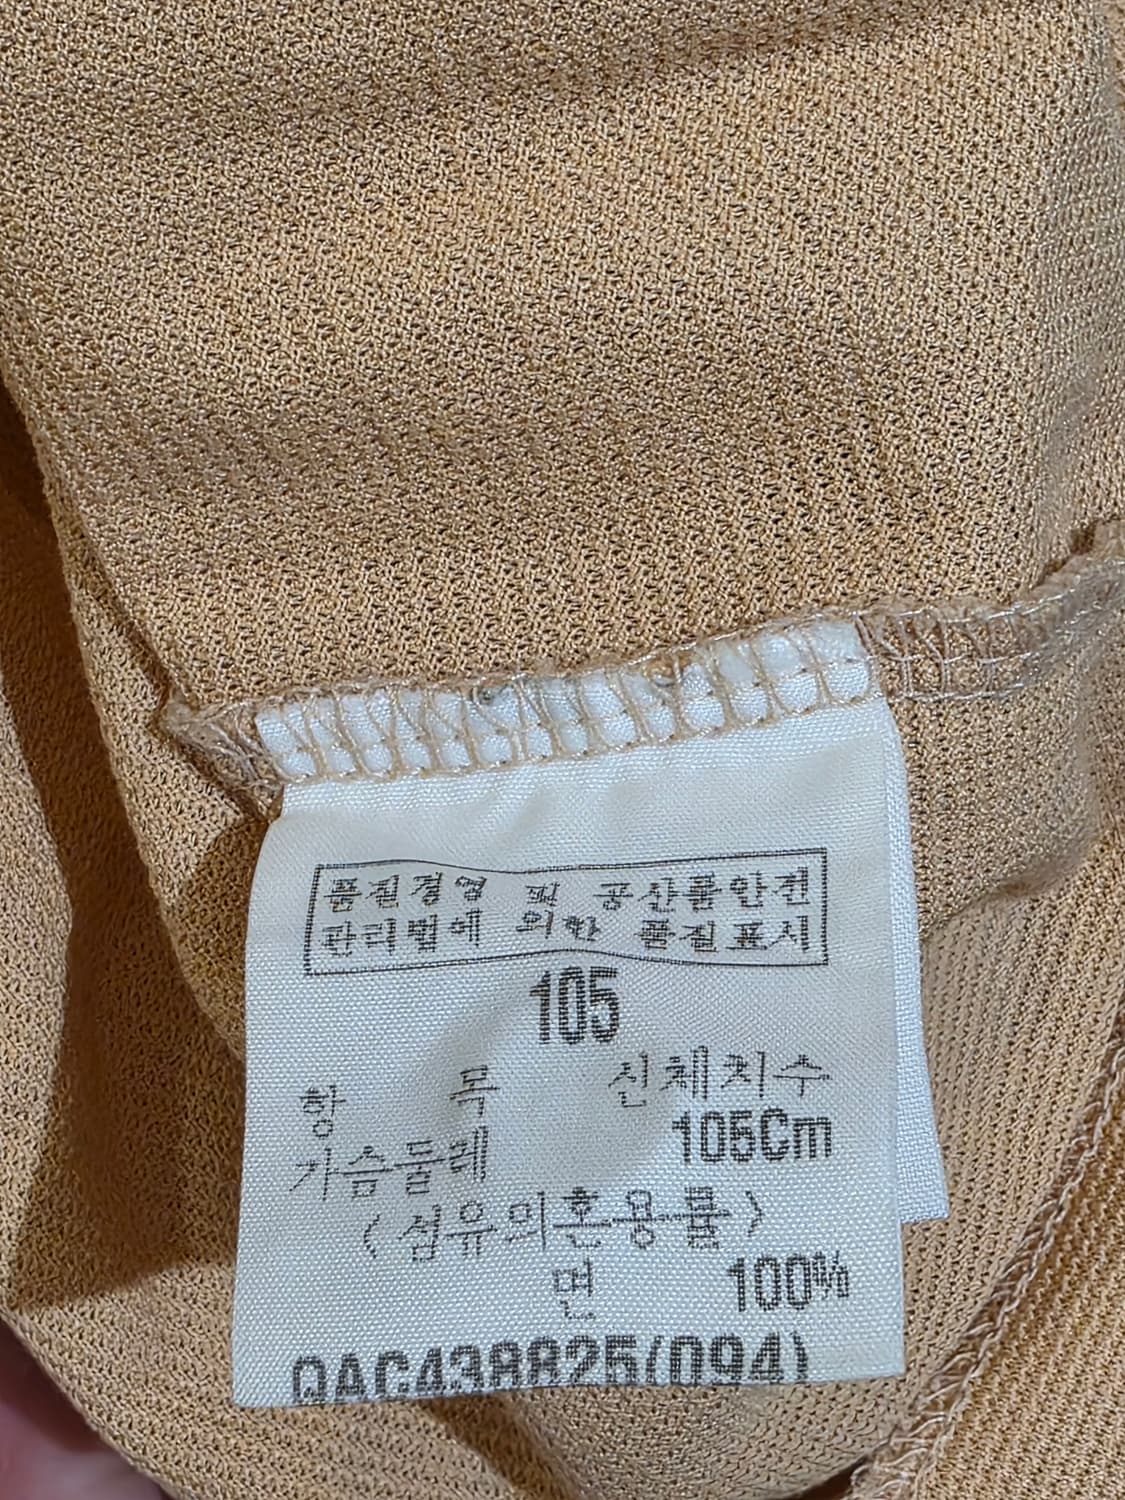 품질경영 및 공산품안전
관리법에 의한 품질표시
105
항 목 신체치수
가슴둘레 105Cm
(섬유의혼용률)
면 100%
QAC438825(094)